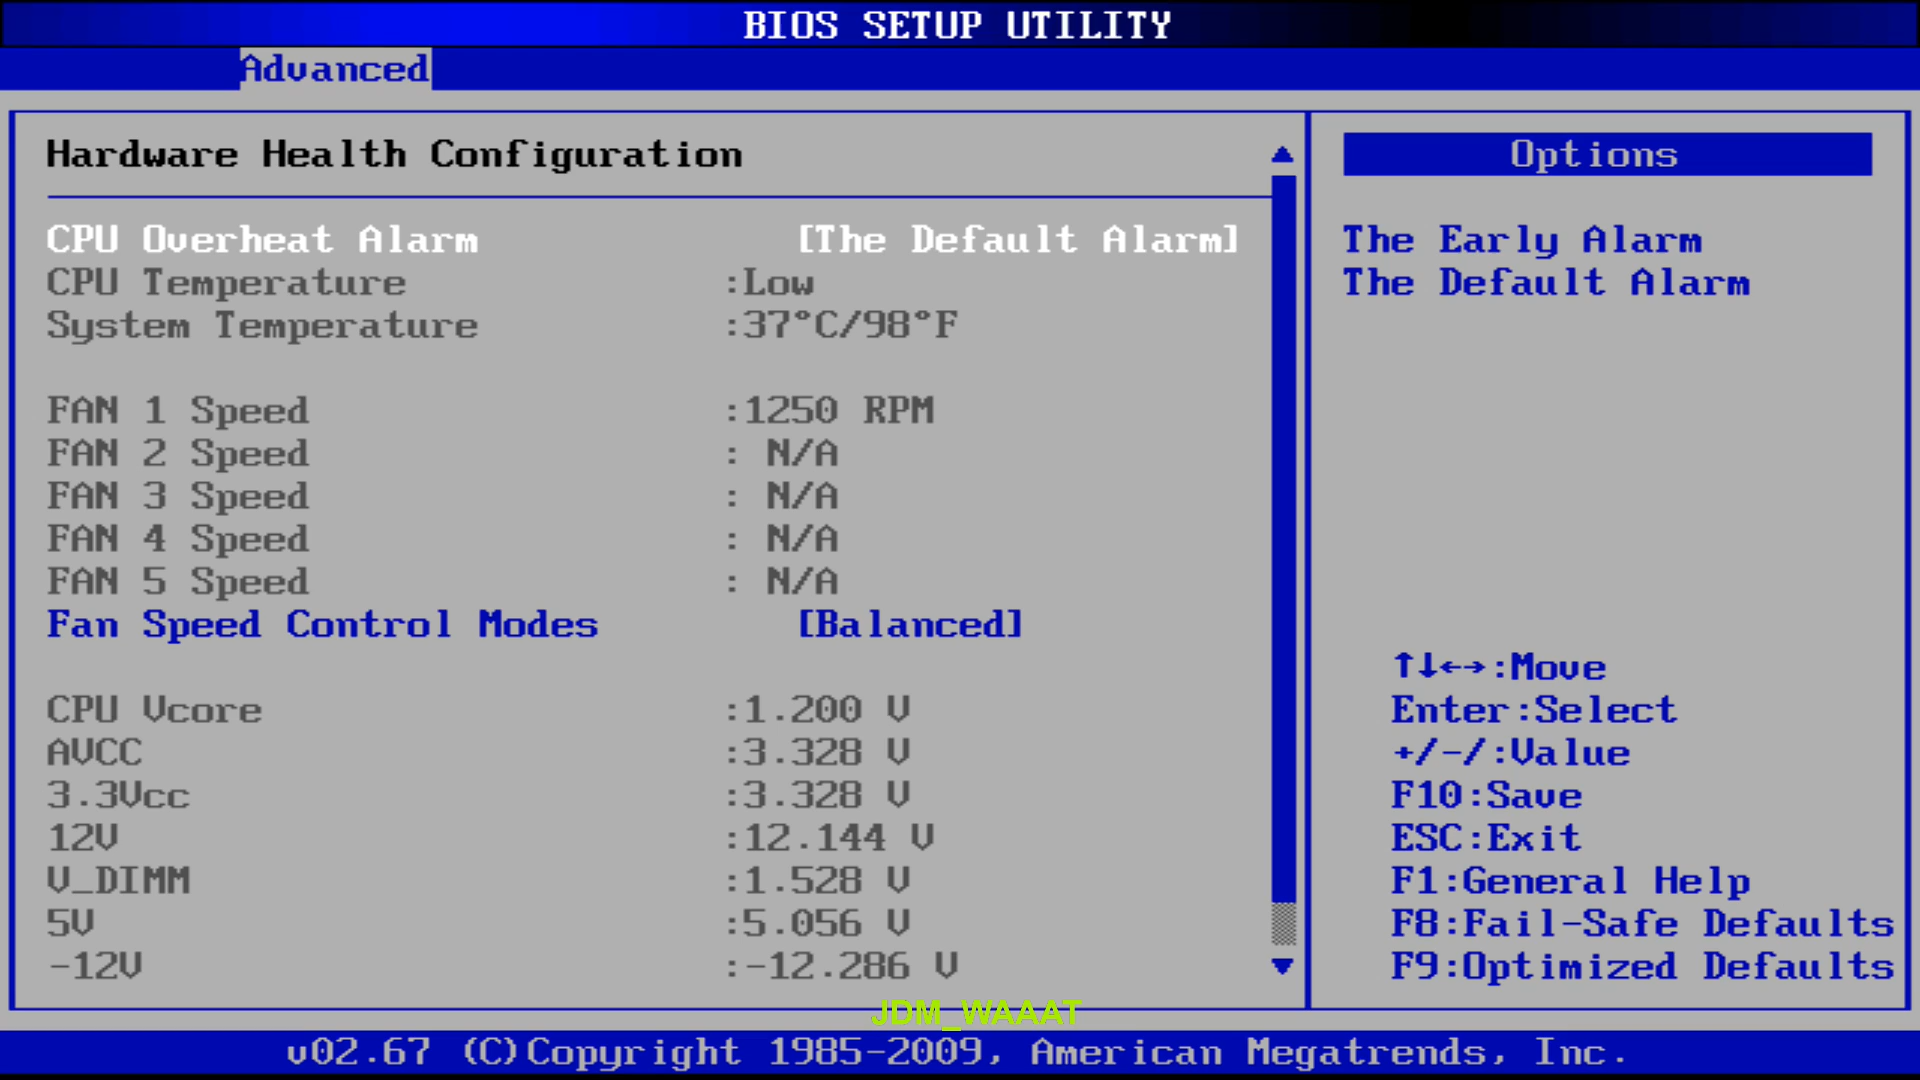 BIOS SETUP UTILITY
Advanced
Hardware Health Configuration
CPU Overheat Alarm [The Default Alarm]
CPU Temperature :Low
System Temperature :37°C/98°F
FAN 1 Speed :1250 RPM
FAN 2 Speed : N/A
FAN 3 Speed : N/A
FAN 4 Speed : N/A
FAN 5 Speed : N/A
Fan Speed Control Modes [Balanced]
CPU Vcore :1.200 V
AVCC :3.328 V
3.3Vcc :3.328 V
12V :12.144 V
V_DIMM :1.528 V
5V :5.056 V
-12V :-12.286 V
Options
The Early Alarm
The Default Alarm
↑↓←→:Move
Enter:Select
+/-/:Value
F10:Save
ESC:Exit
F1:General Help
F8:Fail-Safe Defaults
F9:Optimized Defaults
JDM_WAAAT
v02.67 (C)Copyright 1985-2009, American Megatrends, Inc.